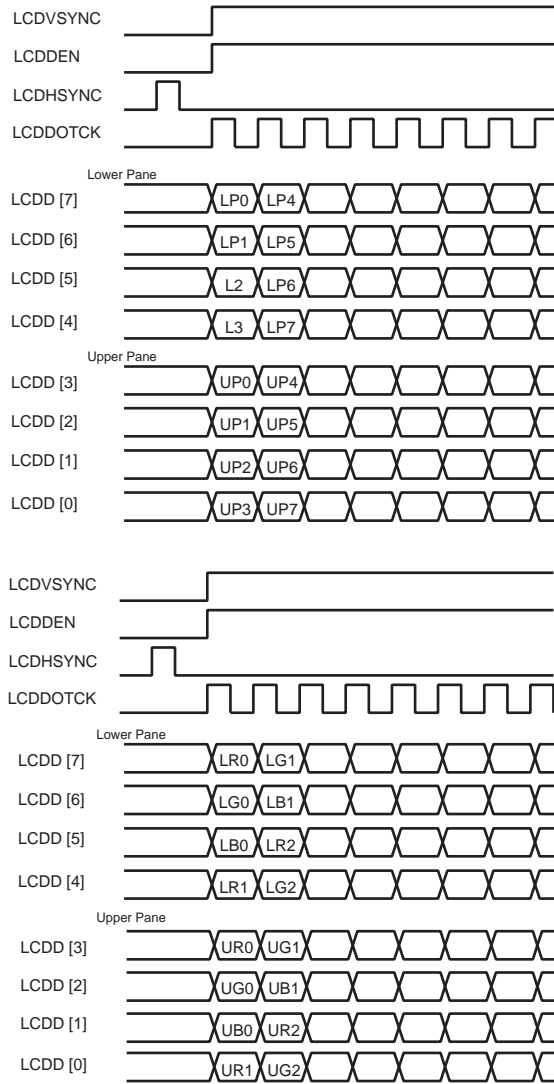 LCDVSYNC
LCDDEN
LCDHSYNC
LCDDOTCK
Lower Pane
LCDD [7] LP0 LP4
LCDD [6] LP1 LP5
LCDD [5] L2 LP6
LCDD [4] L3 LP7
Upper Pane
LCDD [3] UP0 UP4
LCDD [2] UP1 UP5
LCDD [1] UP2 UP6
LCDD [0] UP3 UP7
LCDVSYNC
LCDDEN
LCDHSYNC
LCDDOTCK
Lower Pane
LCDD [7] LR0 LG1
LCDD [6] LG0 LB1
LCDD [5] LB0 LR2
LCDD [4] LR1 LG2
Upper Pane
LCDD [3] UR0 UG1
LCDD [2] UG0 UB1
LCDD [1] UB0 UR2
LCDD [0] UR1 UG2